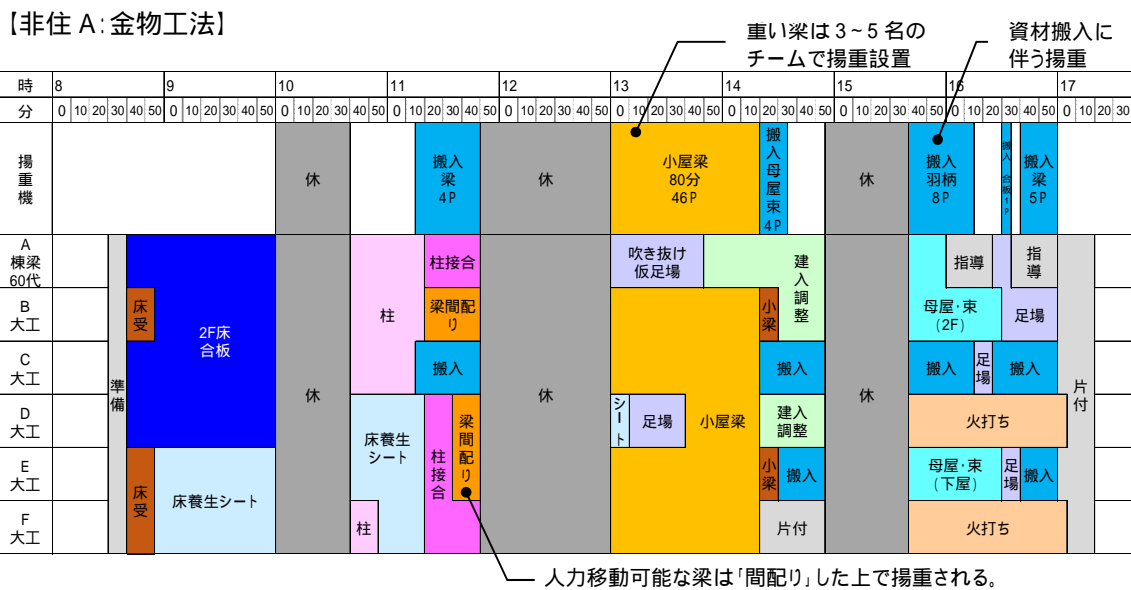 【非住A:金物工法】
重い梁は3~5名の
チームで揚重設置
資材搬入に
伴う揚重
時 8 9 10 11 12 13 14 15 16 17
分 0 10 20 30 40 50 0 10 20 30 40 50 0 10 20 30 40 50 0 10 20 30 40 50 0 10 20 30 40 50 0 10 20 30 40 50 0 10 20 30 40 50 0 10 20 30 40 50 0 10 20 30 40 50 0 10 20 30
揚重機
休
搬入
梁
4P
休
小屋梁
80分
46P
搬入母屋束
4P
休
搬入
羽柄
8P
搬入 合板1P
搬入
梁
5P
A
棟梁
60代
柱接合
吹き抜け
仮足場
建入調整
指導
指導
B
大工
床受
2F床
合板
柱
梁間配
り
小梁
母屋・束
(2F)
足場
C
大工
搬入
搬入
搬入
足場
搬入
準備
休
休
休
片付
D
大工
床養生
シート
柱接合
梁間配り
シート
足場
小屋梁
建入
調整
火打ち
E
大工
床受
床養生シート
小梁
搬入
母屋・束
(下屋)
足場
搬入
F
大工
柱
片付
火打ち
人力移動可能な梁は「間配り」した上で揚重される。